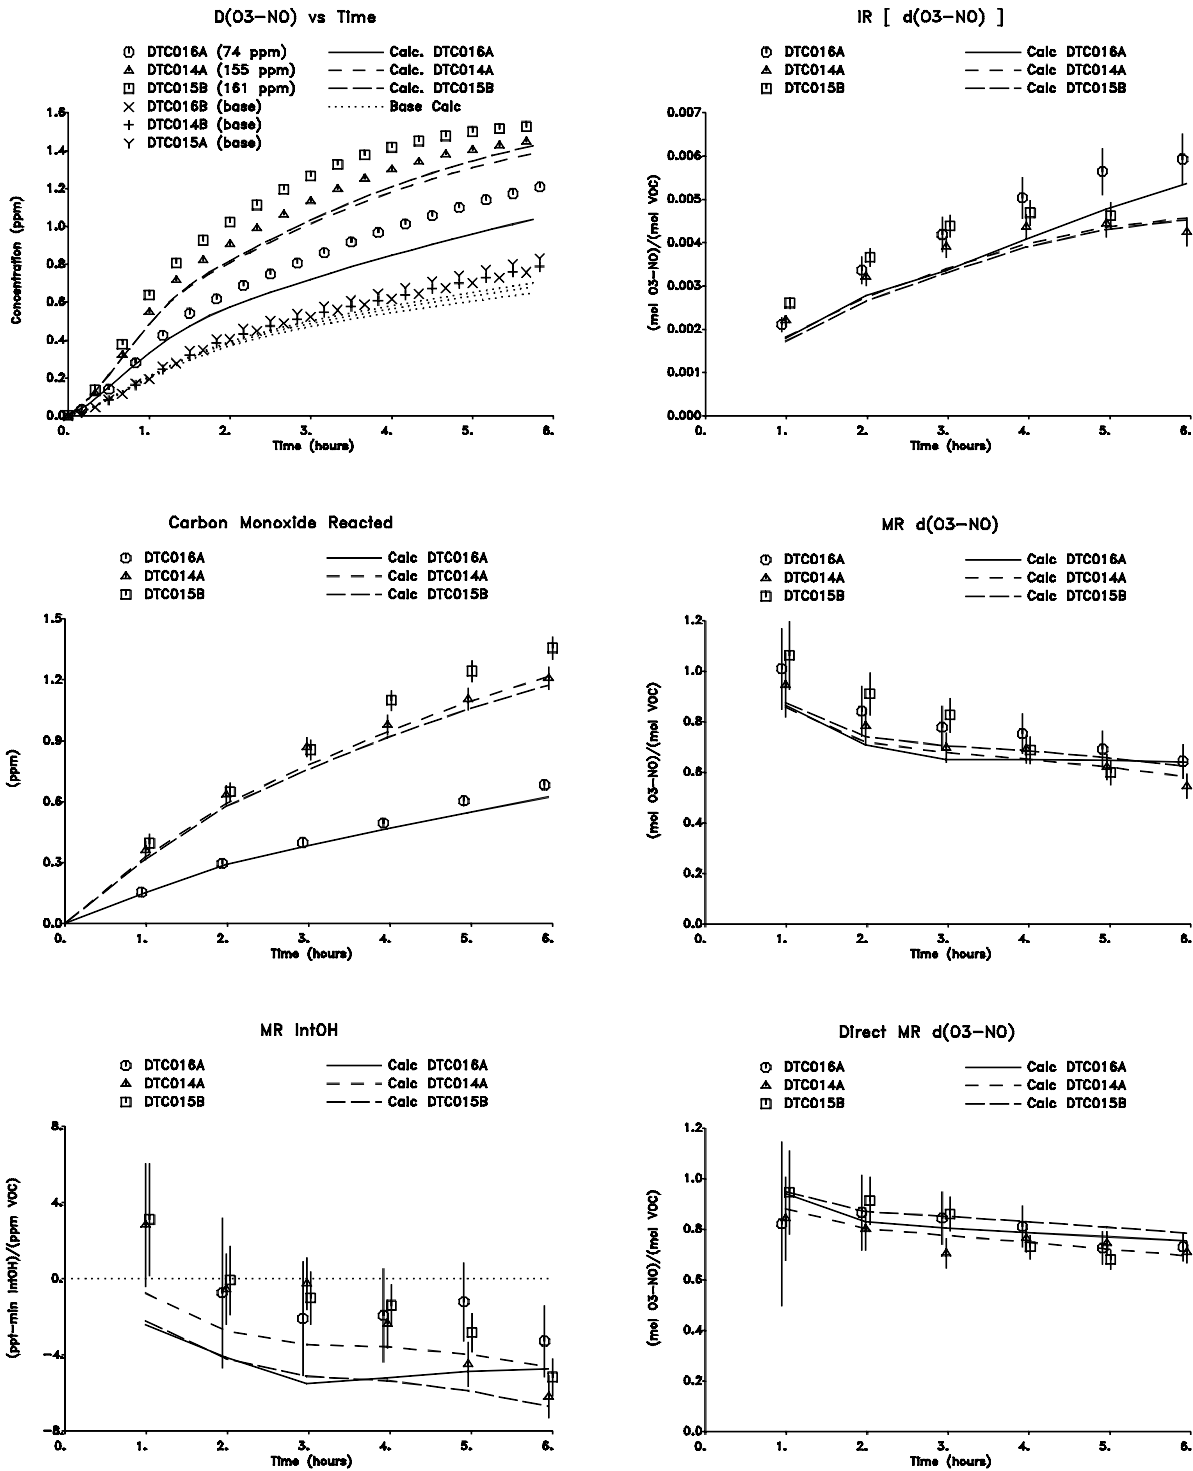 D(O3-NO) vs Time
DTC016A (74 ppm)
DTC014A (155 ppm)
DTC015B (161 ppm)
DTC016B (base)
DTC014B (base)
DTC015A (base)
Calc. DTC016A
Calc. DTC014A
Calc. DTC015B
Base Calc
Concentration (ppm)
1.6
1.4
1.2
1.0
0.8
0.6
0.4
0.2
0.0
0. 1. 2. 3. 4. 5. 6.
Time (hours)
IR [ d(O3-NO) ]
DTC016A
DTC014A
DTC015B
Calc DTC016A
Calc DTC014A
Calc DTC015B
(mol O3-NO)/(mol VOC)
0.007
0.006
0.005
0.004
0.003
0.002
0.001
0.000
0. 1. 2. 3. 4. 5. 6.
Time (hours)
Carbon Monoxide Reacted
DTC016A
DTC014A
DTC015B
Calc DTC016A
Calc DTC014A
Calc DTC015B
(ppm)
1.5
1.2
0.9
0.6
0.3
0.0
0. 1. 2. 3. 4. 5. 6.
Time (hours)
MR d(O3-NO)
DTC016A
DTC014A
DTC015B
Calc DTC016A
Calc DTC014A
Calc DTC015B
(mol O3-NO)/(mol VOC)
1.2
1.0
0.8
0.6
0.4
0.2
0.0
0. 1. 2. 3. 4. 5. 6.
Time (hours)
MR IntOH
DTC016A
DTC014A
DTC015B
Calc DTC016A
Calc DTC014A
Calc DTC015B
(ppt-min IntOH)/(ppm VOC)
8.
4.
0.
-4.
-8.
0. 1. 2. 3. 4. 5. 6.
Time (hours)
Direct MR d(O3-NO)
DTC016A
DTC014A
DTC015B
Calc DTC016A
Calc DTC014A
Calc DTC015B
(mol O3-NO)/(mol VOC)
1.2
1.0
0.8
0.6
0.4
0.2
0.0
0. 1. 2. 3. 4. 5. 6.
Time (hours)